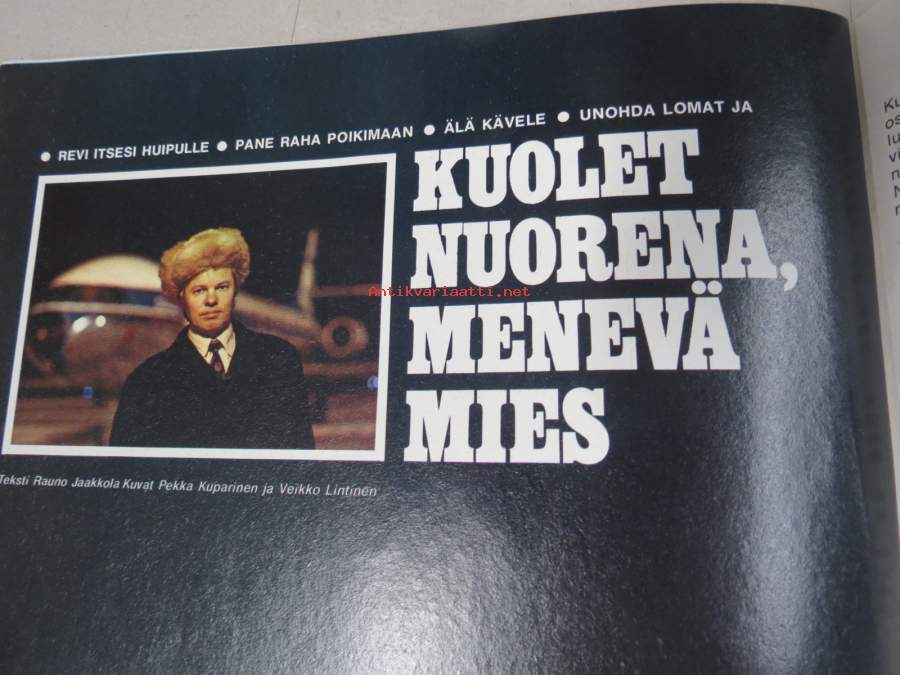 ● REVI ITSESI HUIPULLE ● PANE RAHA POIKIMAAN ● ÄLÄ KÄVELE ● UNOHDA LOMAT JA
KUOLET
NUORENA,
MENEVÄ
MIES
Antikvariaatti.net
Teksti Rauno Jaakkola Kuvat Pekka Kuparinen ja Veikko Lintinen